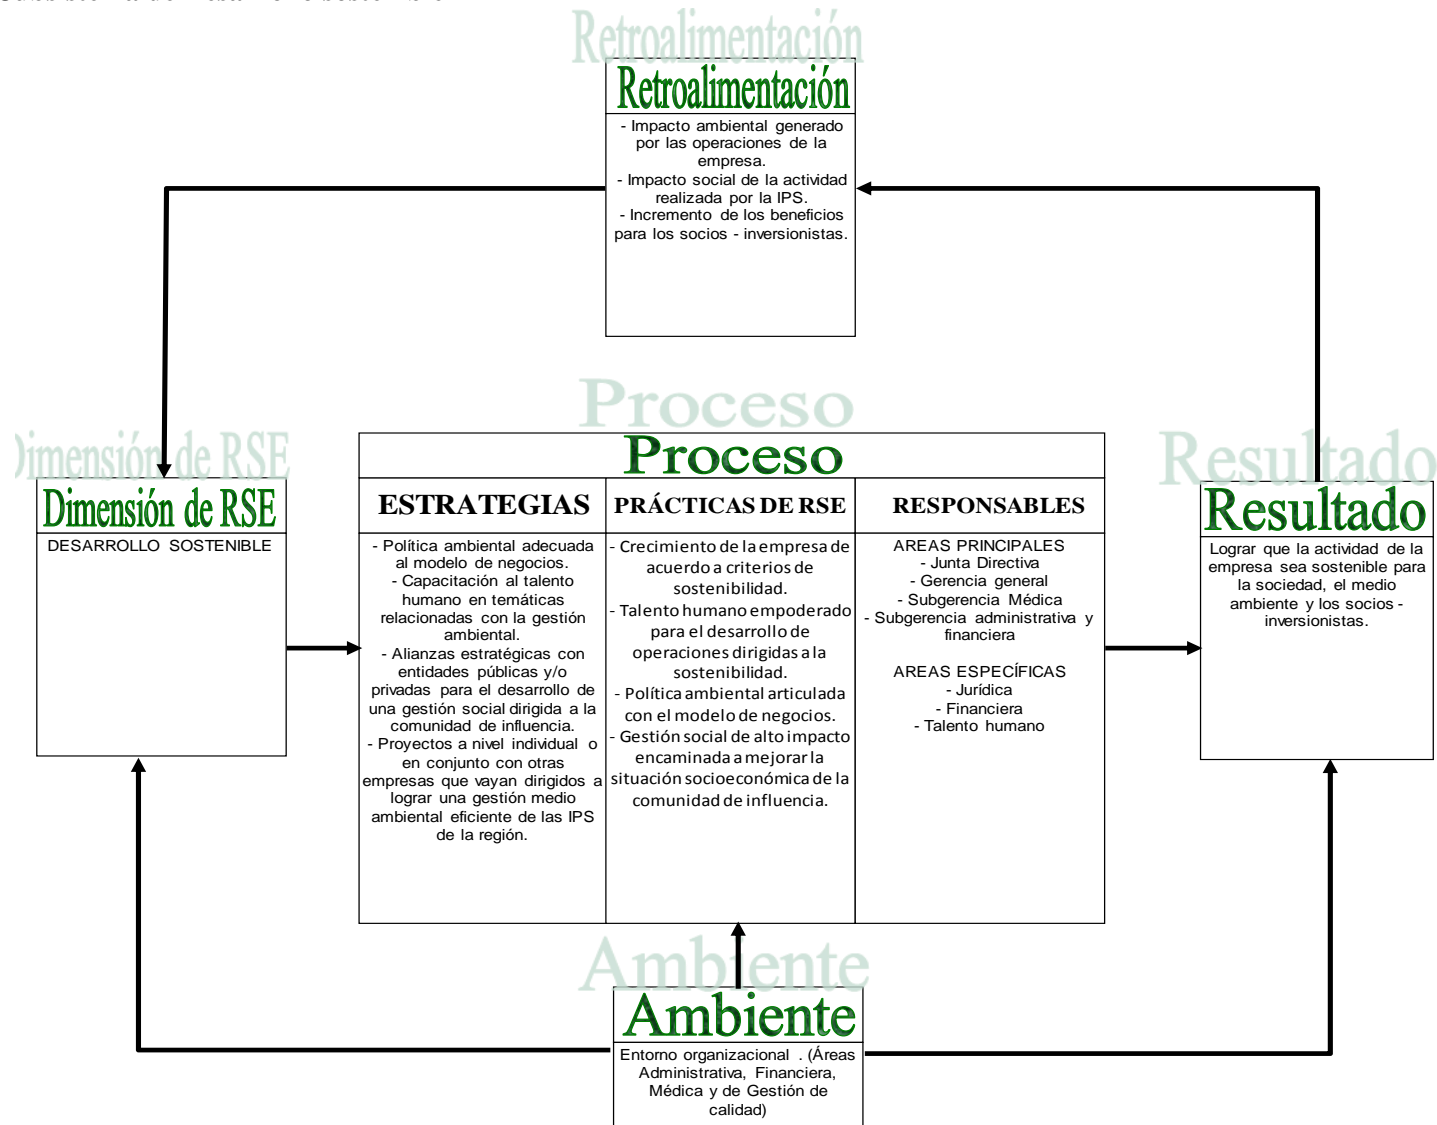 Retroalimentación
Retroalimentación
- Impacto ambiental generado
por las operaciones de la
empresa.
- Impacto social de la actividad
realizada por la IPS.
- Incremento de los beneficios
para los socios - inversionistas.
Dimensión de RSE
Dimensión de RSE
DESARROLLO SOSTENIBLE
Proceso
Proceso
ESTRATEGIAS
- Política ambiental adecuada
al modelo de negocios.
- Capacitación al talento
humano en temáticas
relacionadas con la gestión
ambiental.
- Alianzas estratégicas con
entidades públicas y/o
privadas para el desarrollo de
una gestión social dirigida a la
comunidad de influencia.
- Proyectos a nivel individual o
en conjunto con otras
empresas que vayan dirigidos a
lograr una gestión medio
ambiental eficiente de las IPS
de la región.
PRÁCTICAS DE RSE
- Crecimiento de la empresa de
acuerdo a criterios de
sostenibilidad.
- Talento humano empoderado
para el desarrollo de
operaciones dirigidas a la
sostenibilidad.
- Política ambiental articulada
con el modelo de negocios.
- Gestión social de alto impacto
encaminada a mejorar la
situación socioeconómica de la
comunidad de influencia.
RESPONSABLES
AREAS PRINCIPALES
- Junta Directiva
- Gerencia general
- Subgerencia Médica
- Subgerencia administrativa y
financiera
AREAS ESPECÍFICAS
- Jurídica
- Financiera
- Talento humano
Resultado
Resultado
Lograr que la actividad de la
empresa sea sostenible para
la sociedad, el medio
ambiente y los socios -
inversionistas.
Ambiente
Ambiente
Entorno organizacional . (Áreas
Administrativa, Financiera,
Médica y de Gestión de
calidad)